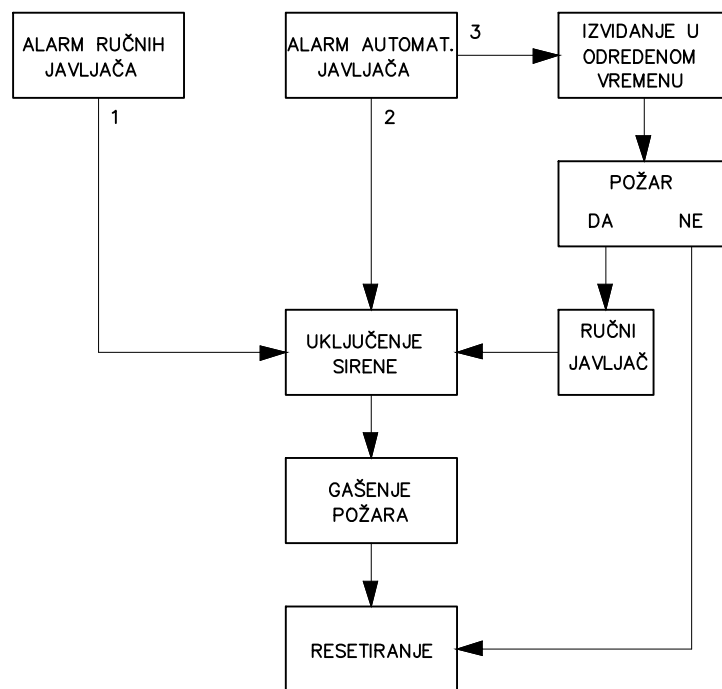 ALARM RUČNIH
JAVLJAČA
1
ALARM AUTOMAT.
JAVLJAČA
2
3
IZVIDANJE U
ODREDENOM
VREMENU
POŽAR
DA NE
RUČNI
JAVLJAČ
UKLJUČENJE
SIRENE
GAŠENJE
POŽARA
RESETIRANJE